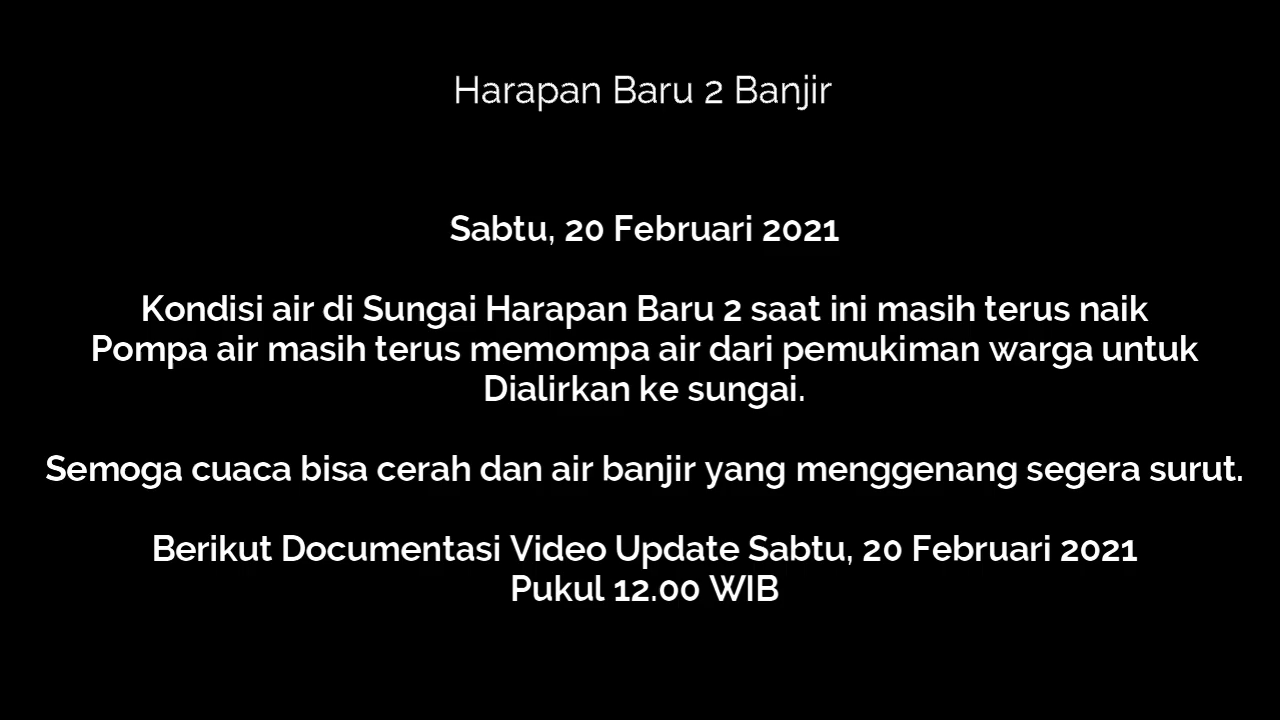 Harapan Baru 2 Banjir
Sabtu, 20 Februari 2021
Kondisi air di Sungai Harapan Baru 2 saat ini masih terus naik
Pompa air masih terus memompa air dari pemukiman warga untuk
Dialirkan ke sungai.
Semoga cuaca bisa cerah dan air banjir yang menggenang segera surut.
Berikut Documentasi Video Update Sabtu, 20 Februari 2021
Pukul 12.00 WIB